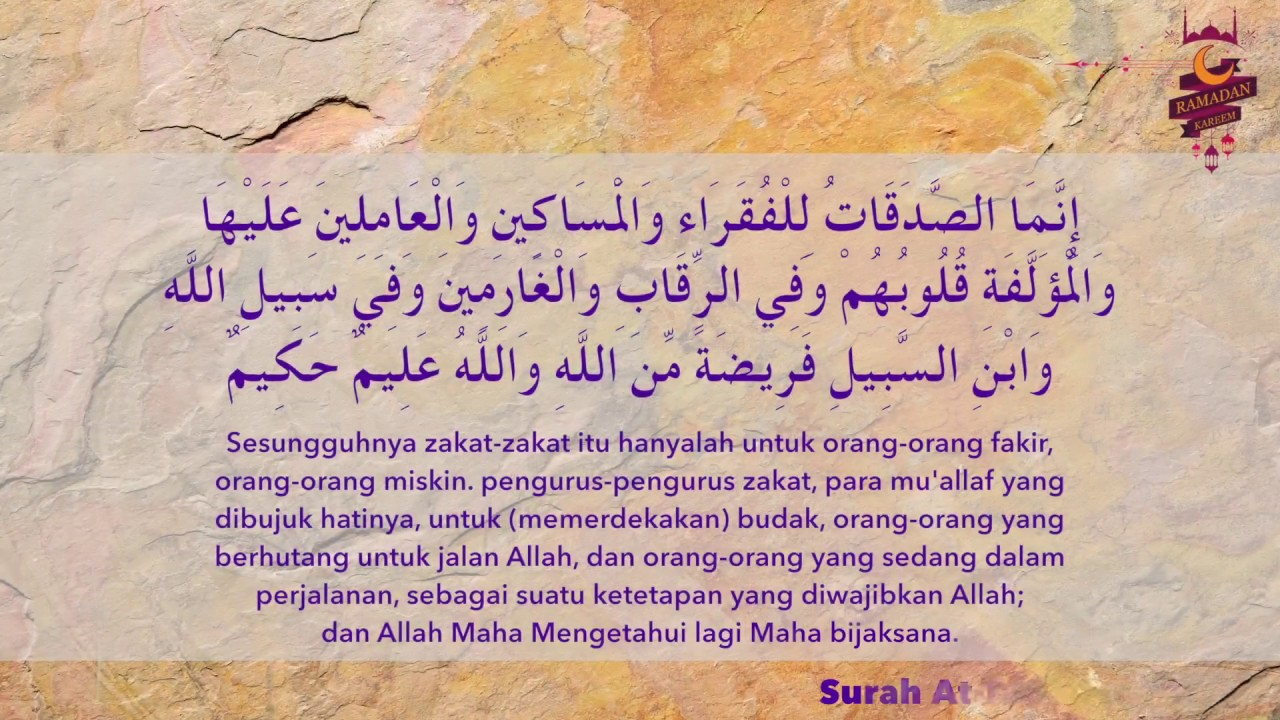 RAMADAN
KAREEM
إِنَّمَا الصَّدَقَاتُ لِلْفُقَرَاءِ وَالْمَسَاكِينِ وَالْعَامِلِينَ عَلَيْهَا
وَالْمُؤَلَّفَةِ قُلُوبُهُمْ وَفِي الرِّقَابِ وَالْغَارِمِينَ وَفِي سَبِيلِ اللَّهِ
وَابْنِ السَّبِيلِ فَرِيضَةً مِّنَ اللَّهِ وَاللَّهُ عَلِيمٌ حَكِيمٌ
Sesungguhnya zakat-zakat itu hanyalah untuk orang-orang fakir,
orang-orang miskin. pengurus-pengurus zakat, para mu'allaf yang
dibujuk hatinya, untuk (memerdekakan) budak, orang-orang yang
berhutang untuk jalan Allah, dan orang-orang yang sedang dalam
perjalanan, sebagai suatu ketetapan yang diwajibkan Allah;
dan Allah Maha Mengetahui lagi Maha bijaksana.
Surah At